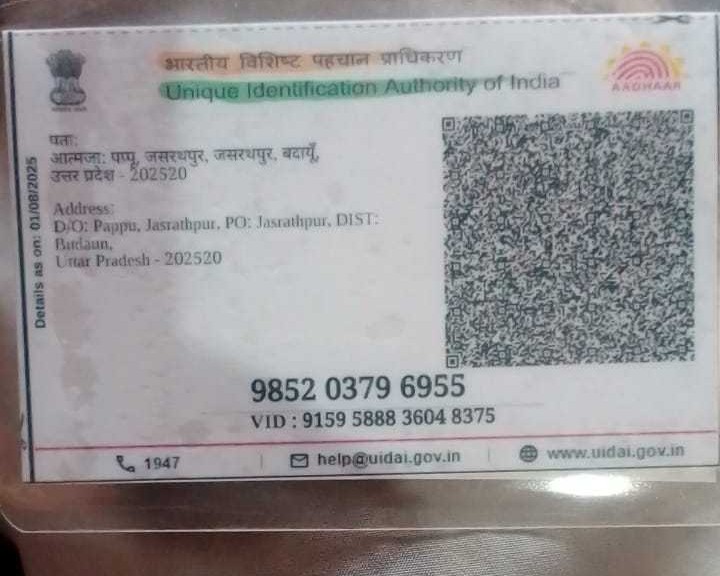 भारतीय विशिष्ट पहचान प्राधिकरण
Unique Identification Authority of India
AADHAAR
पता:
आत्मजा: पप्पू, जसरथपुर, जसरथपुर, बदायूँ,
उत्तर प्रदेश - 202520
Address:
D/O: Pappu, Jasrathpur, PO: Jasrathpur, DIST:
Budaun,
Uttar Pradesh - 202520
Details as on: 01/08/2025
9852 0379 6955
VID : 9159 5888 3604 8375
1947 help@uidai.gov.in www.uidai.gov.in